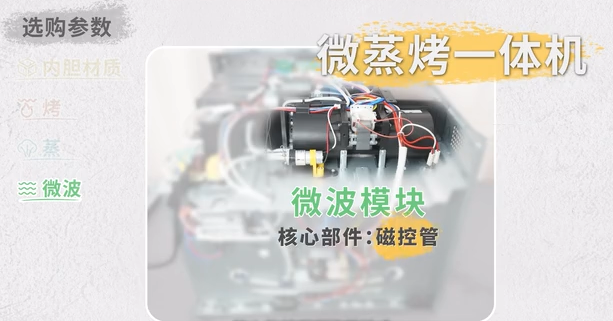 选购参数
微蒸烤一体机
内胆材质
烤
蒸
微波
微波模块
核心部件:磁控管